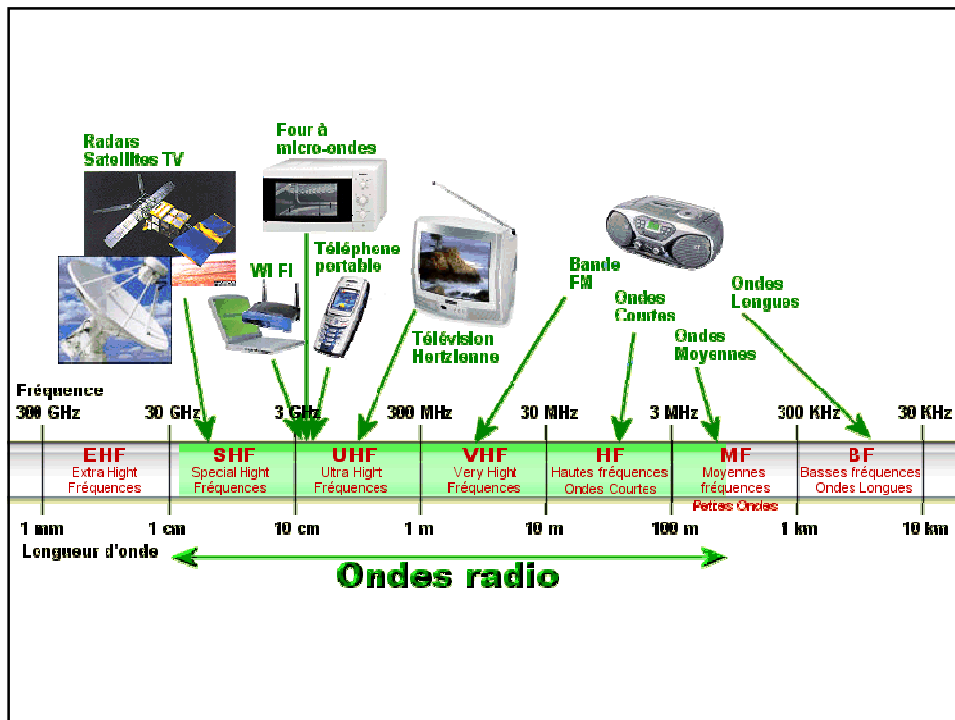 Radars
Satellites TV
Four à
micro-ondes
WI FI
Téléphone
portable
Télévision
Hertzienne
Bande
FM
Ondes
Courtes
Ondes
Moyennes
Ondes
Longues
Fréquence
300 GHz 30 GHz 3 GHz 300 MHz 30 MHz 3 MHz 300 KHz 30 KHz
EHF SHF UHF VHF HF MF BF
Extra Hight Special Hight Ultra Hight Very Hight Hautes fréquences Moyennes Basses fréquences
Fréquences Fréquences Fréquences Fréquences Ondes Courtes fréquences Ondes Longues
Petites Ondes
1 mm 1 cm 10 cm 1 m 10 m 100 m 1 km 10 km
Longueur d'onde
Ondes radio